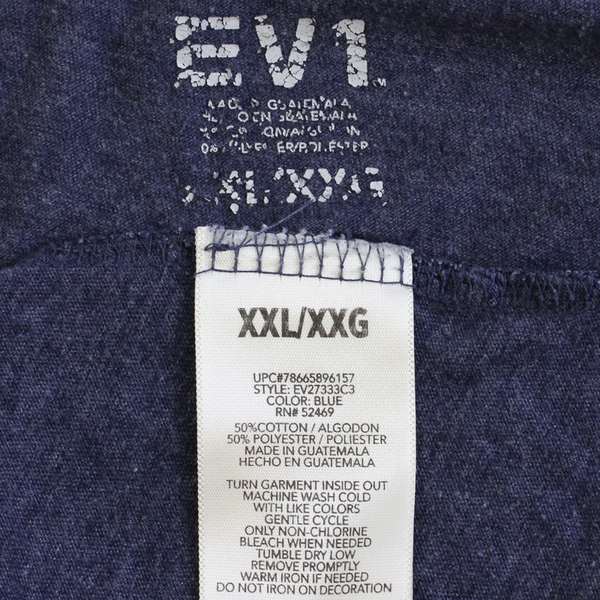 EV1
XXL/XXG
UPC#78665896157
STYLE: EV27333C3
COLOR: BLUE
RN# 52469
50%COTTON / ALGODON
50% POLYESTER / POLIESTER
MADE IN GUATEMALA
HECHO EN GUATEMALA
TURN GARMENT INSIDE OUT
MACHINE WASH COLD
WITH LIKE COLORS
GENTLE CYCLE
ONLY NON-CHLORINE
BLEACH WHEN NEEDED
TUMBLE DRY LOW
REMOVE PROMPTLY
WARM IRON IF NEEDED
DO NOT IRON ON DECORATION